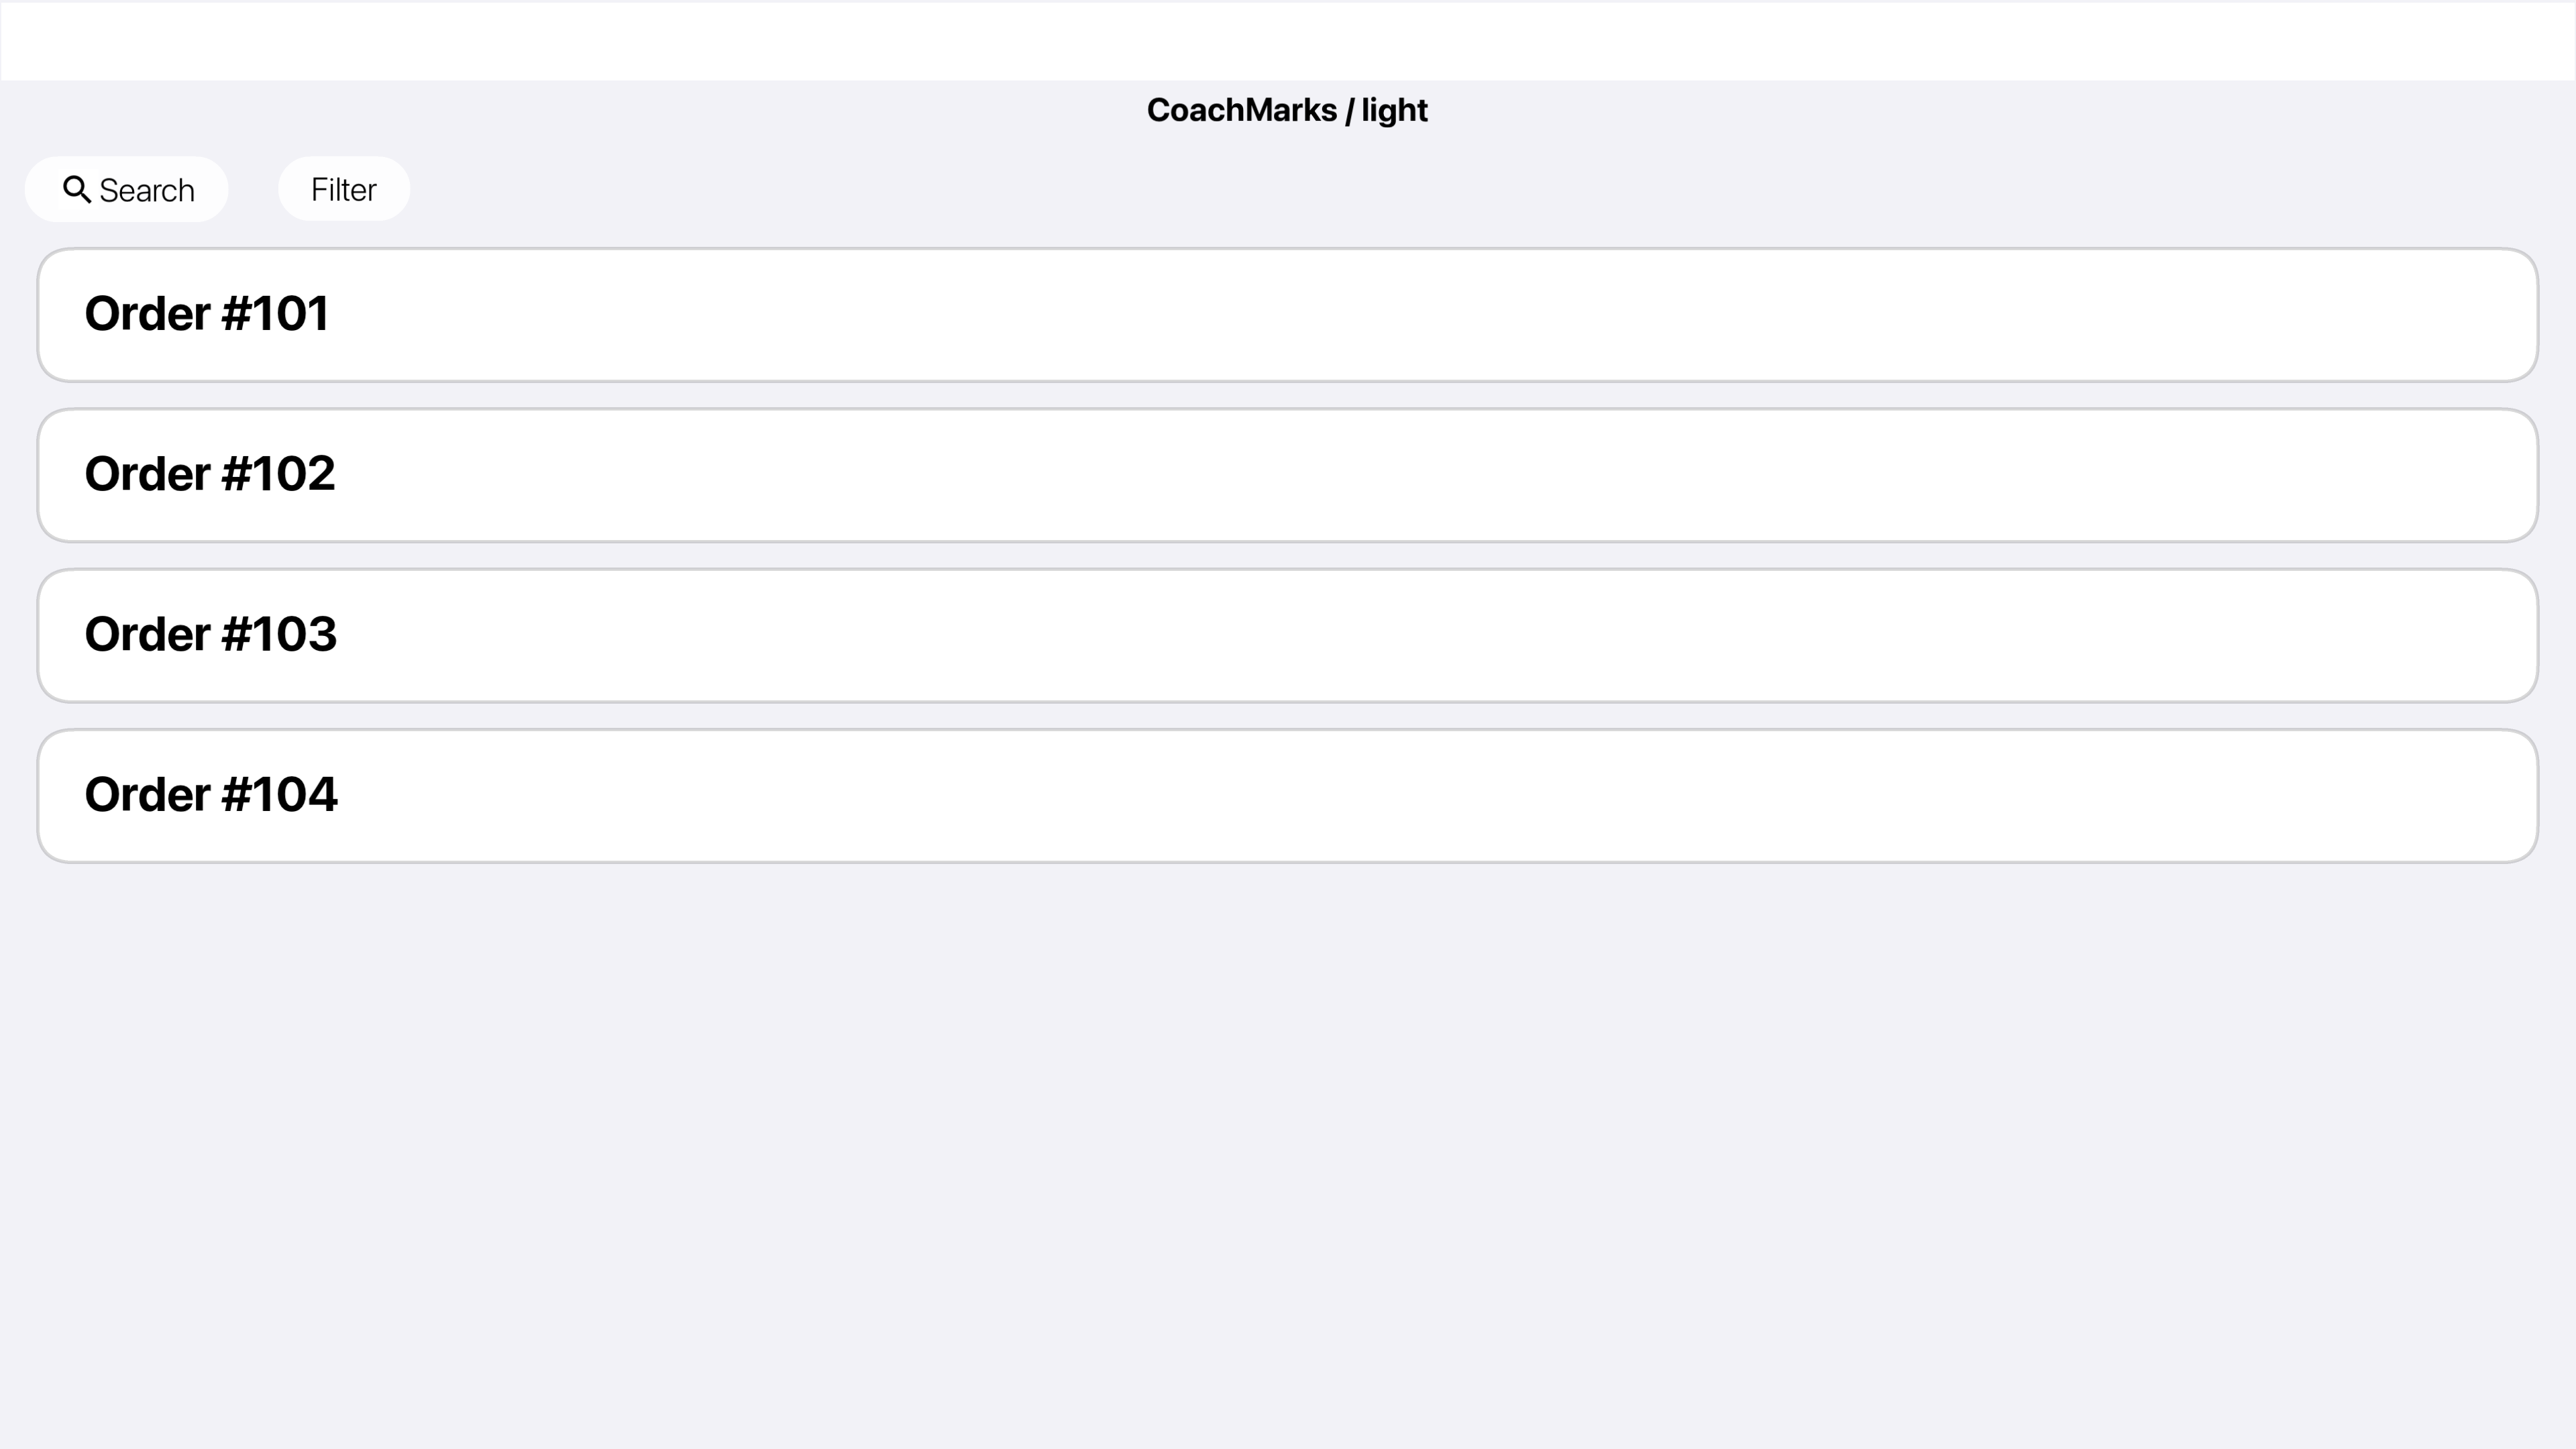 CoachMarks / light
Search
Filter
Order #101
Order #102
Order #103
Order #104